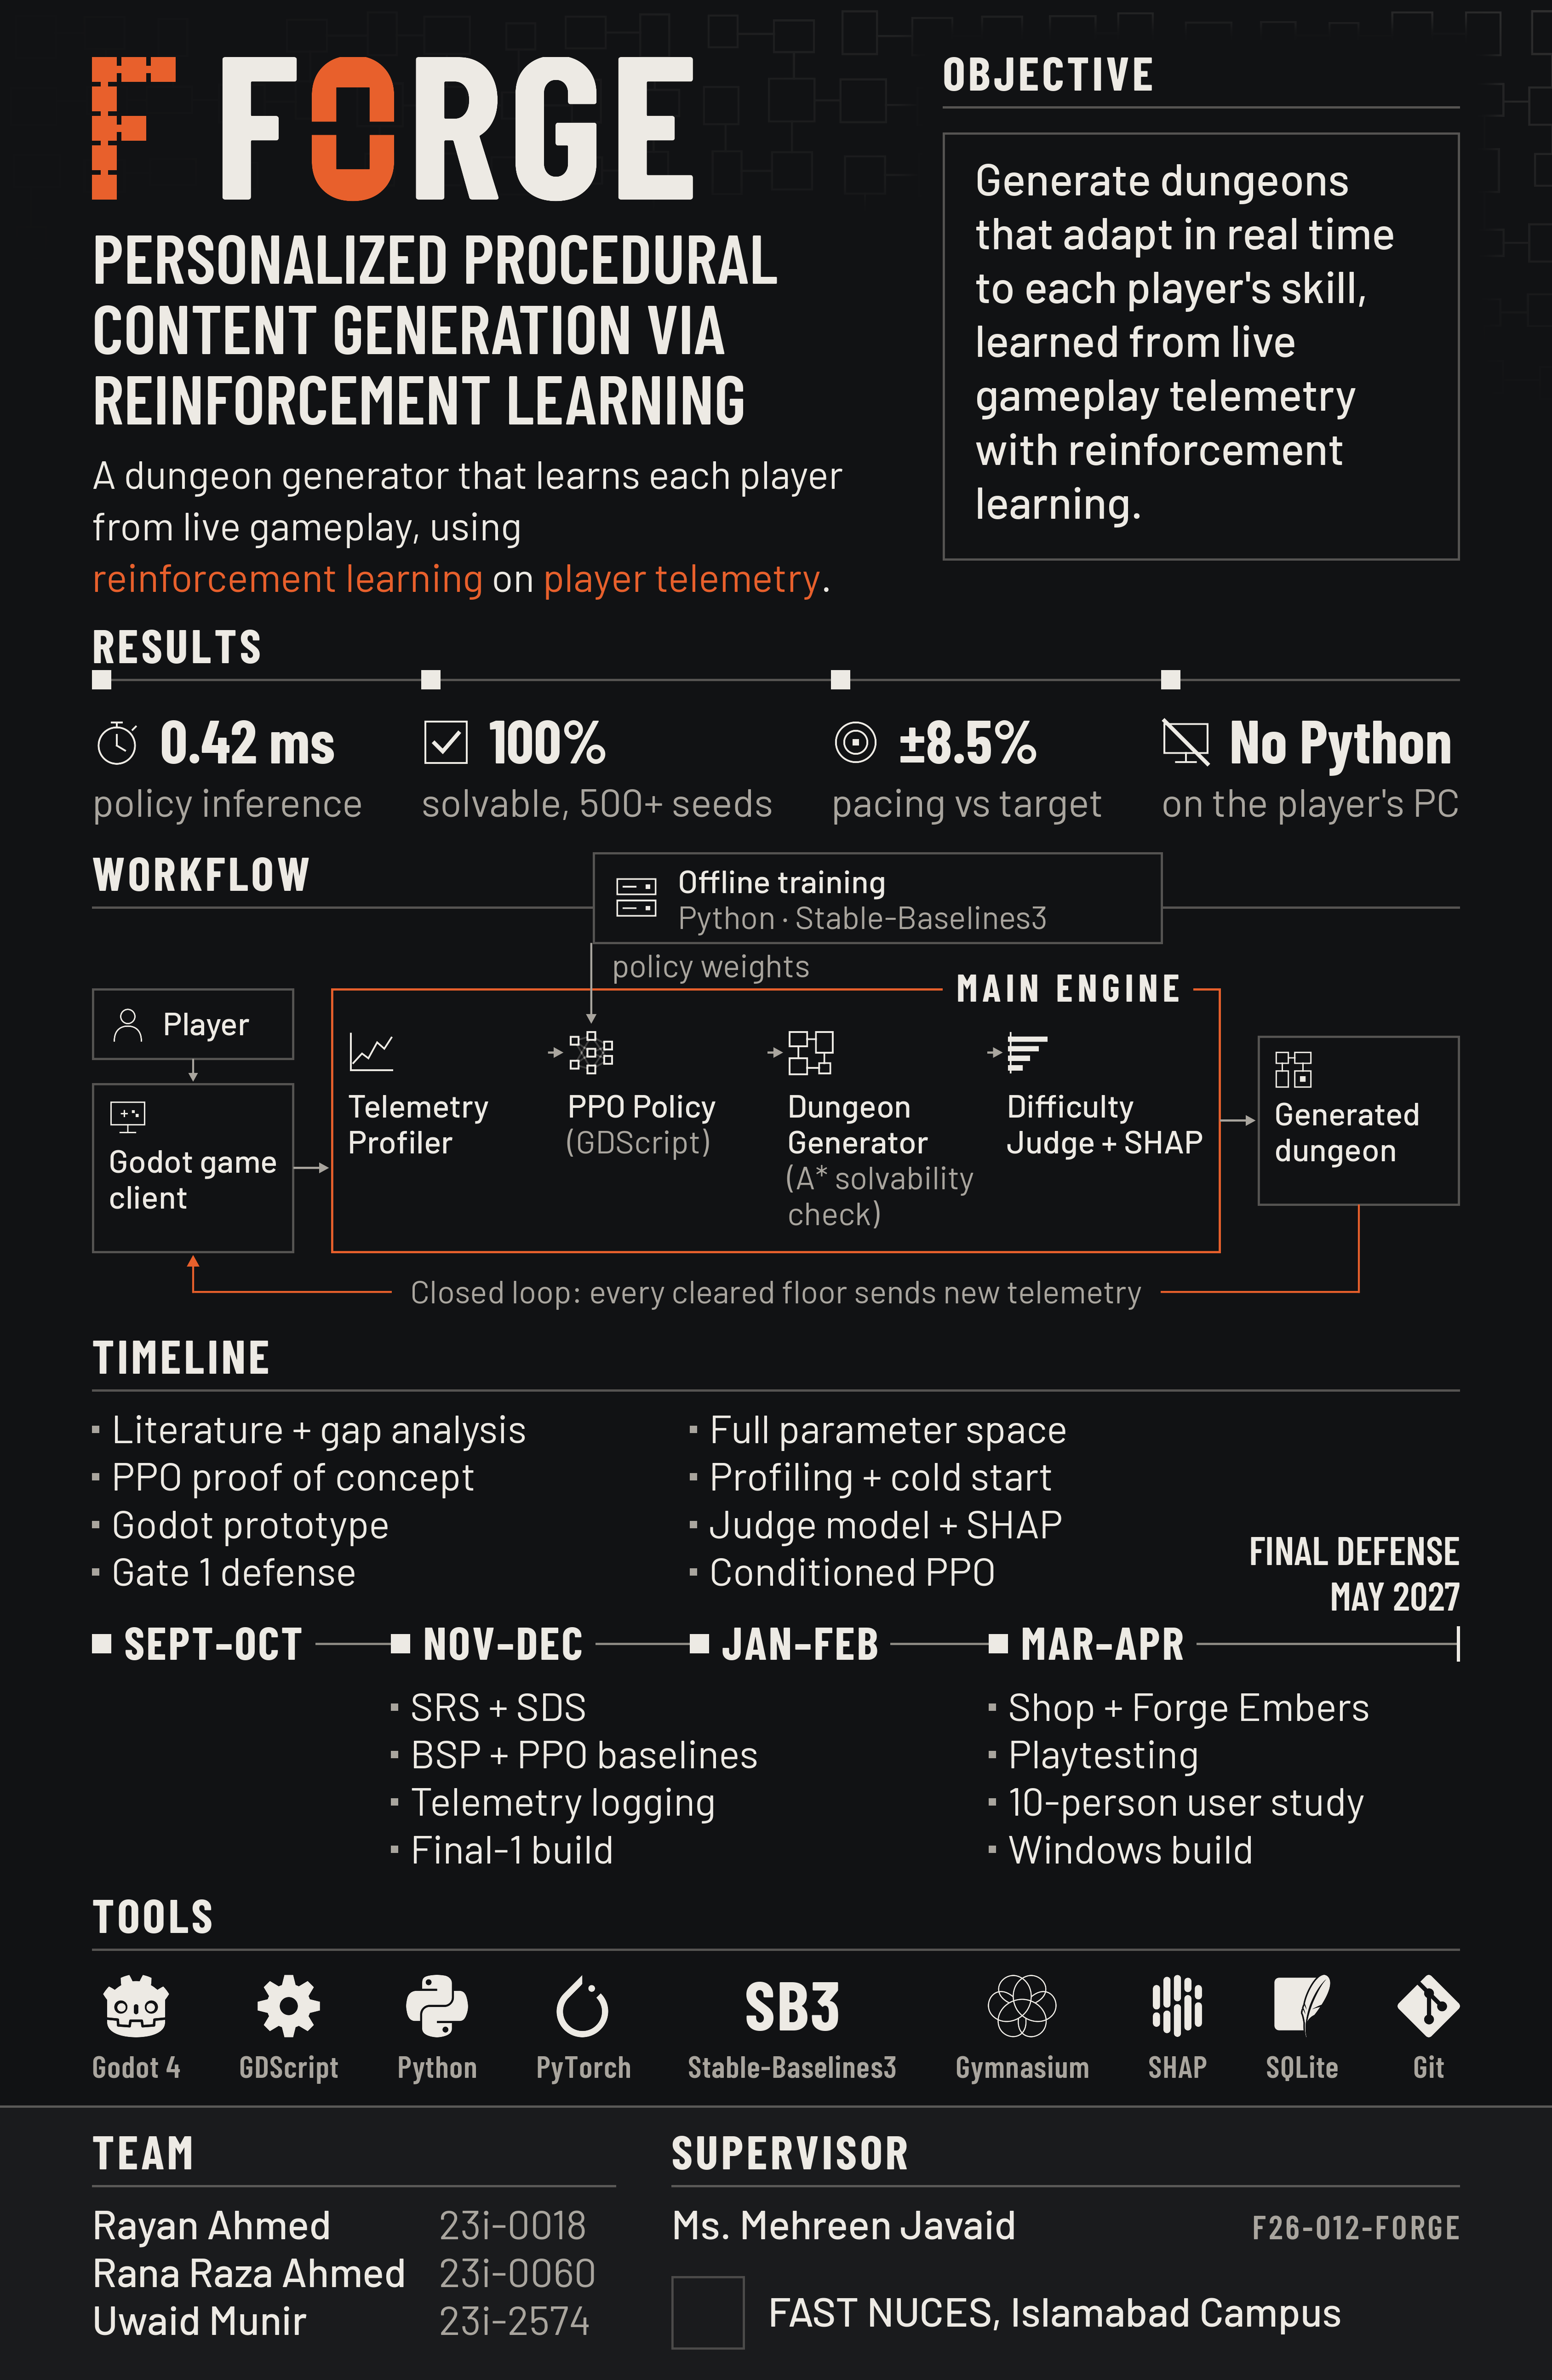 F FORGE
PERSONALIZED PROCEDURAL
CONTENT GENERATION VIA
REINFORCEMENT LEARNING
A dungeon generator that learns each player
from live gameplay, using
reinforcement learning on player telemetry.
OBJECTIVE
Generate dungeons
that adapt in real time
to each player's skill,
learned from live
gameplay telemetry
with reinforcement
learning.
RESULTS
0.42 ms
policy inference
100%
solvable, 500+ seeds
±8.5%
pacing vs target
No Python
on the player's PC
WORKFLOW
Offline training
Python · Stable-Baselines3
policy weights
MAIN ENGINE
Player
Godot game
client
Telemetry
Profiler
PPO Policy
(GDScript)
Dungeon
Generator
(A* solvability
check)
Difficulty
Judge + SHAP
Generated
dungeon
Closed loop: every cleared floor sends new telemetry
TIMELINE
Literature + gap analysis
PPO proof of concept
Godot prototype
Gate 1 defense
Full parameter space
Profiling + cold start
Judge model + SHAP
Conditioned PPO
FINAL DEFENSE
MAY 2027
SEPT–OCT
NOV–DEC
JAN–FEB
MAR–APR
SRS + SDS
BSP + PPO baselines
Telemetry logging
Final-1 build
Shop + Forge Embers
Playtesting
10-person user study
Windows build
TOOLS
SB3
Godot 4
GDScript
Python
PyTorch
Stable-Baselines3
Gymnasium
SHAP
SQLite
Git
TEAM
Rayan Ahmed 23i-0018
Rana Raza Ahmed 23i-0060
Uwaid Munir 23i-2574
SUPERVISOR
Ms. Mehreen Javaid
F26-012-FORGE
FAST NUCES, Islamabad Campus